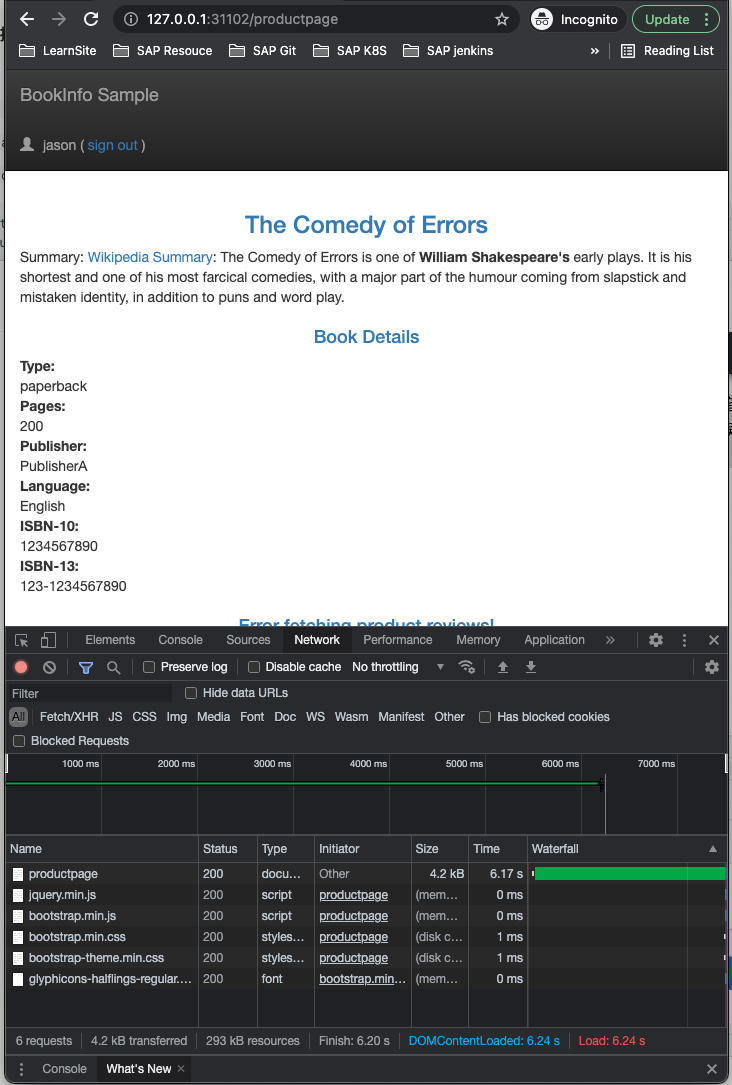 127.0.0.1:31102/productpage
Incognito
Update
LearnSite
SAP Resouce
SAP Git
SAP K8S
SAP jenkins
»
Reading List
BookInfo Sample
jason ( sign out )
The Comedy of Errors
Summary: Wikipedia Summary: The Comedy of Errors is one of William Shakespeare's early plays. It is his
shortest and one of his most farcical comedies, with a major part of the humour coming from slapstick and
mistaken identity, in addition to puns and word play.
Book Details
Type:
paperback
Pages:
200
Publisher:
PublisherA
Language:
English
ISBN-10:
1234567890
ISBN-13:
123-1234567890
Error fetching product reviews!
Elements Console Sources Network Performance Memory Application »
Preserve log Disable cache No throttling
Filter Hide data URLs
All Fetch/XHR JS CSS Img Media Font Doc WS Wasm Manifest Other Has blocked cookies
Blocked Requests
1000 ms 2000 ms 3000 ms 4000 ms 5000 ms 6000 ms 7000 ms
Name Status Type Initiator Size Time Waterfall
productpage 200 docu... Other 4.2 kB 6.17 s
jquery.min.js 200 script productpage (mem... 0 ms
bootstrap.min.js 200 script productpage (mem... 0 ms
bootstrap.min.css 200 styles... productpage (disk c... 1 ms
bootstrap-theme.min.css 200 styles... productpage (disk c... 1 ms
glyphicons-halflings-regular.... 200 font bootstrap.min... (mem... 0 ms
6 requests 4.2 kB transferred 293 kB resources Finish: 6.20 s DOMContentLoaded: 6.24 s Load: 6.24 s
Console What's New